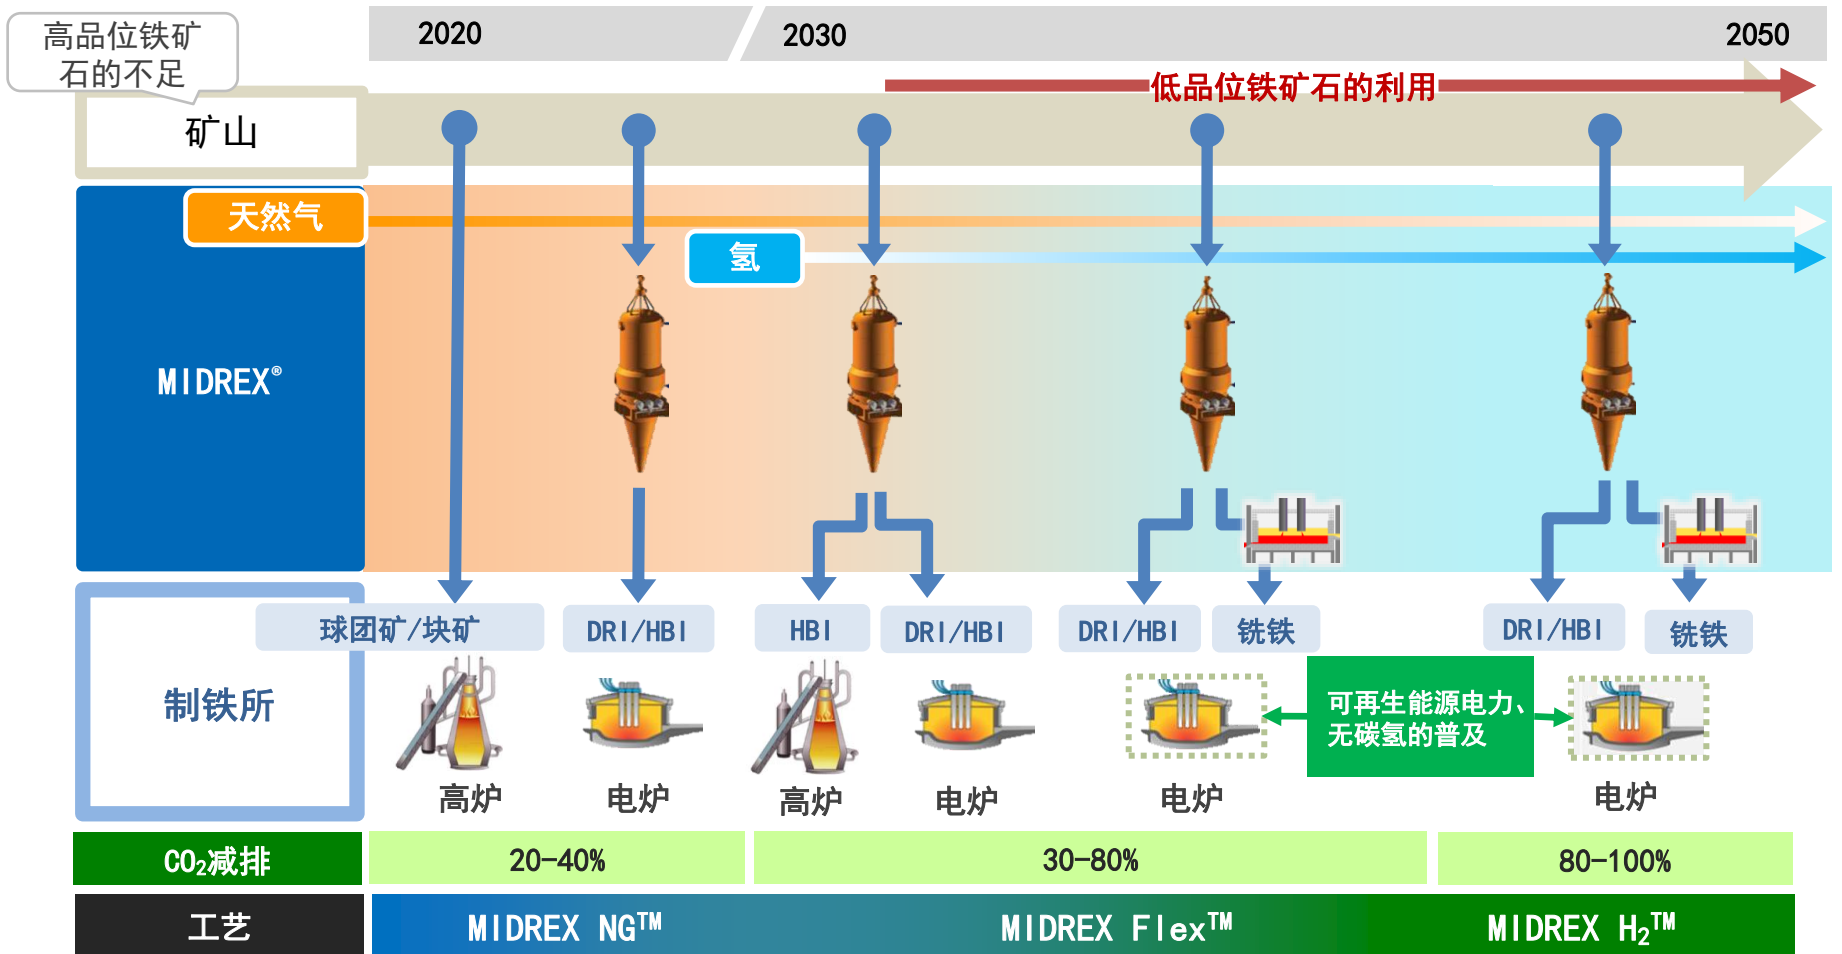 高品位铁矿
石的不足
2020
2030
2050
低品位铁矿石的利用
矿山
天然气
氢
MIDREX®
球团矿/块矿
DRI/HBI
HBI
DRI/HBI
DRI/HBI
铣铁
DRI/HBI
铣铁
制铁所
可再生能源电力、
无碳氢的普及
高炉
电炉
高炉
电炉
电炉
电炉
CO₂减排
20-40%
30-80%
80-100%
工艺
MIDREX NG™
MIDREX Flex™
MIDREX H₂™